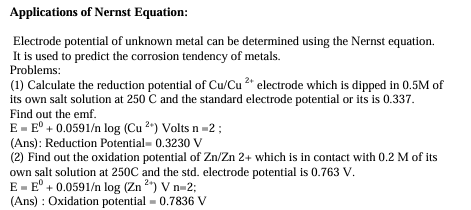 Applications of Nernst Equation:
Electrode potential of unknown metal can be determined using the Nernst equation.
It is used to predict the corrosion tendency of metals.
Problems:
(1) Calculate the reduction potential of Cu/Cu ²⁺ electrode which is dipped in 0.5M of
its own salt solution at 250 C and the standard electrode potential or its is 0.337.
Find out the emf.
E = E⁰ + 0.0591/n log (Cu ²⁺) Volts n =2 ;
(Ans): Reduction Potential= 0.3230 V
(2) Find out the oxidation potential of Zn/Zn 2+ which is in contact with 0.2 M of its
own salt solution at 250C and the std. electrode potential is 0.763 V.
E = E⁰ + 0.0591/n log (Zn ²⁺) V n=2;
(Ans) : Oxidation potential = 0.7836 V